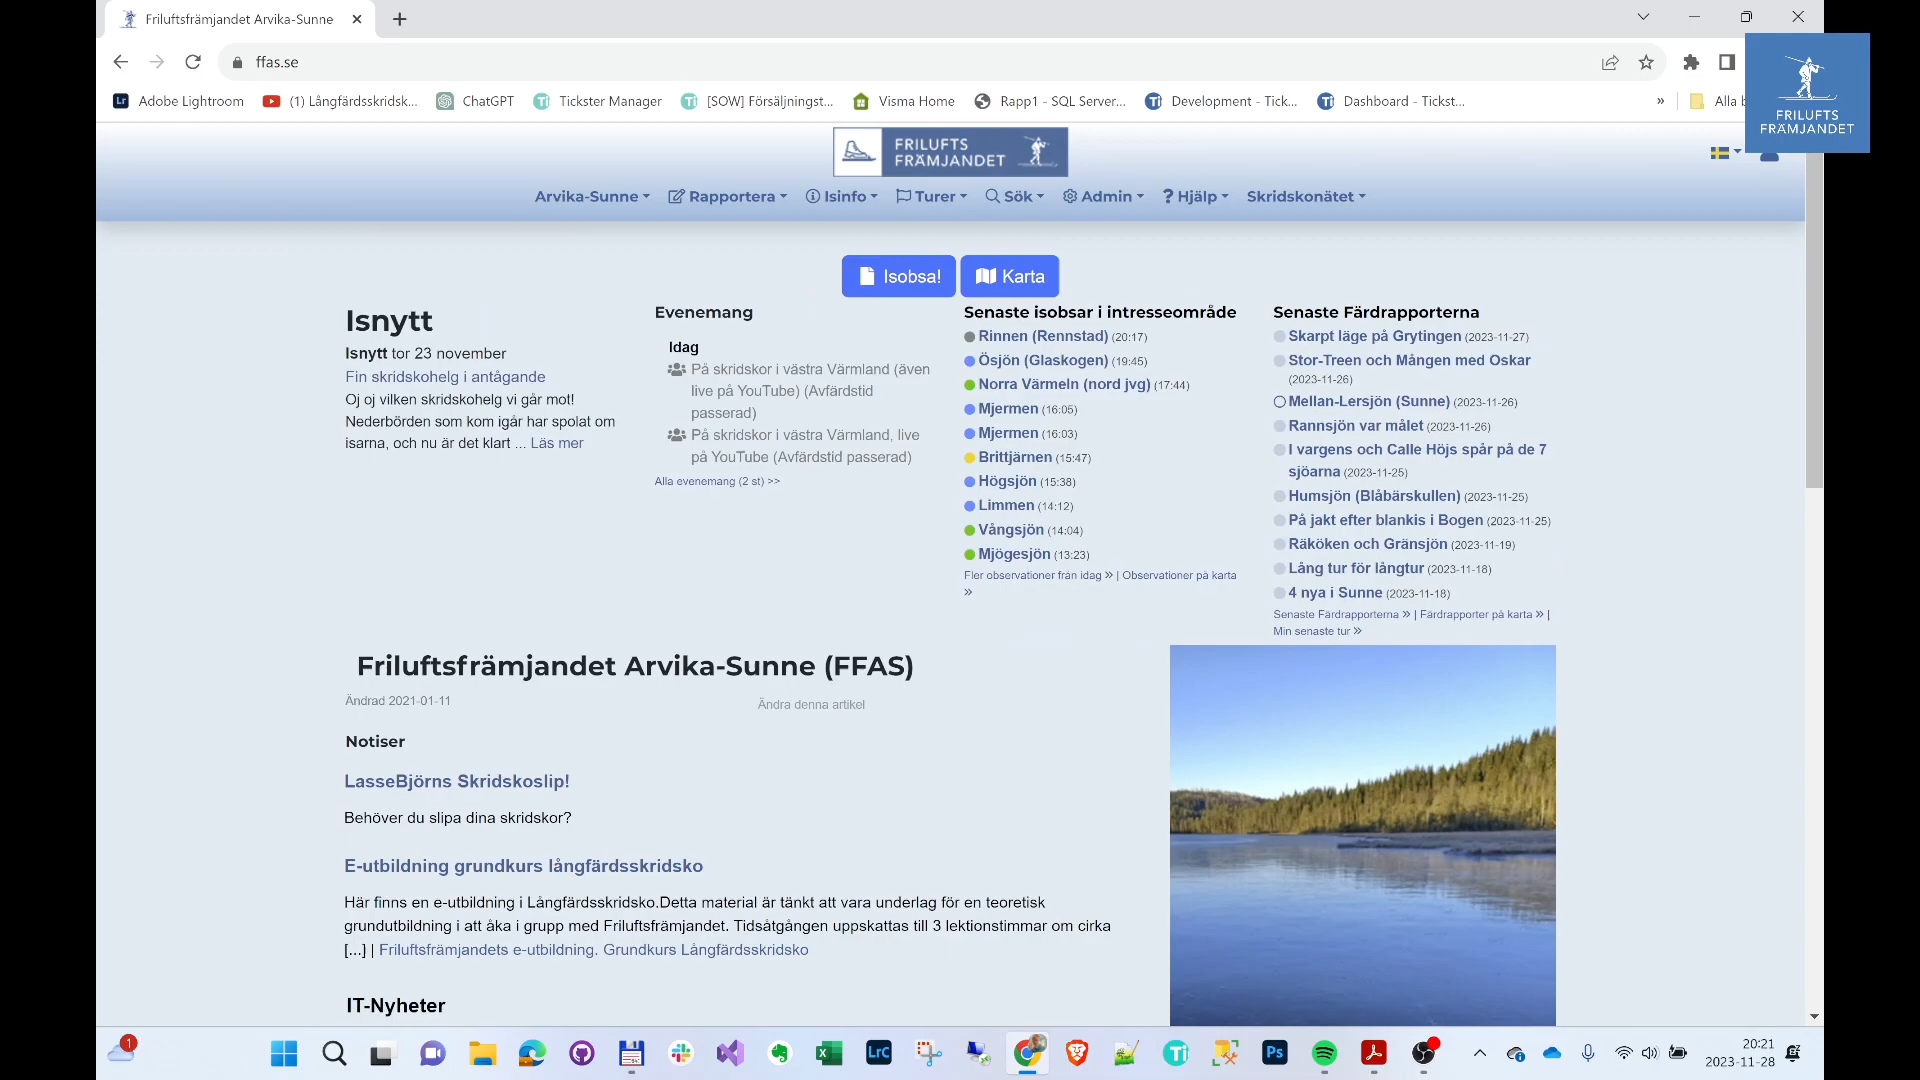 Friluftsfrämjandet Arvika-Sunne
ffas.se
Lr Adobe Lightroom (1) Långfärdsskridsk... ChatGPT Tickster Manager [SOW] Försäljningst... Visma Home Rapp1 - SQL Server... Development - Tick... Dashboard - Tickst... » Alla b
FRILUFTS
FRÄMJANDET
FRILUFTS
FRÄMJANDET
Arvika-Sunne Rapportera Isinfo Turer Sök Admin ? Hjälp Skridskonätet
Isobsa! Karta
Isnytt
Isnytt tor 23 november
Fin skridskohelg i antågande
Oj oj vilken skridskohelg vi går mot!
Nederbörden som kom igår har spolat om
isarna, och nu är det klart ... Läs mer
Evenemang
Idag
På skridskor i västra Värmland (även
live på YouTube) (Avfärdstid
passerad)
På skridskor i västra Värmland, live
på YouTube (Avfärdstid passerad)
Alla evenemang (2 st) >>
Senaste isobsar i intresseområde
Rinnen (Rennstad) (20:17)
Ösjön (Glaskogen) (19:45)
Norra Värmeln (nord jvg) (17:44)
Mjermen (16:05)
Mjermen (16:03)
Brittjärnen (15:47)
Högsjön (15:38)
Limmen (14:12)
Vångsjön (14:04)
Mjögesjön (13:23)
Fler observationer från idag » | Observationer på karta
»
Senaste Färdrapporterna
Skarpt läge på Grytingen (2023-11-27)
Stor-Treen och Mången med Oskar
(2023-11-26)
Mellan-Lersjön (Sunne) (2023-11-26)
Rannsjön var målet (2023-11-26)
I vargens och Calle Höjs spår på de 7
sjöarna (2023-11-25)
Humsjön (Blåbärskullen) (2023-11-25)
På jakt efter blankis i Bogen (2023-11-25)
Räköken och Gränsjön (2023-11-19)
Lång tur för långtur (2023-11-18)
4 nya i Sunne (2023-11-18)
Senaste Färdrapporterna » | Färdrapporter på karta » |
Min senaste tur »
Friluftsfrämjandet Arvika-Sunne (FFAS)
Ändrad 2021-01-11 Ändra denna artikel
Notiser
LasseBjörns Skridskoslip!
Behöver du slipa dina skridskor?
E-utbildning grundkurs långfärdsskridsko
Här finns en e-utbildning i Långfärdsskridsko.Detta material är tänkt att vara underlag för en teoretisk
grundutbildning i att åka i grupp med Friluftsfrämjandet. Tidsåtgången uppskattas till 3 lektionstimmar om cirka
[...] | Friluftsfrämjandets e-utbildning. Grundkurs Långfärdsskridsko
IT-Nyheter
1
LrC
Ps
20:21
2023-11-28